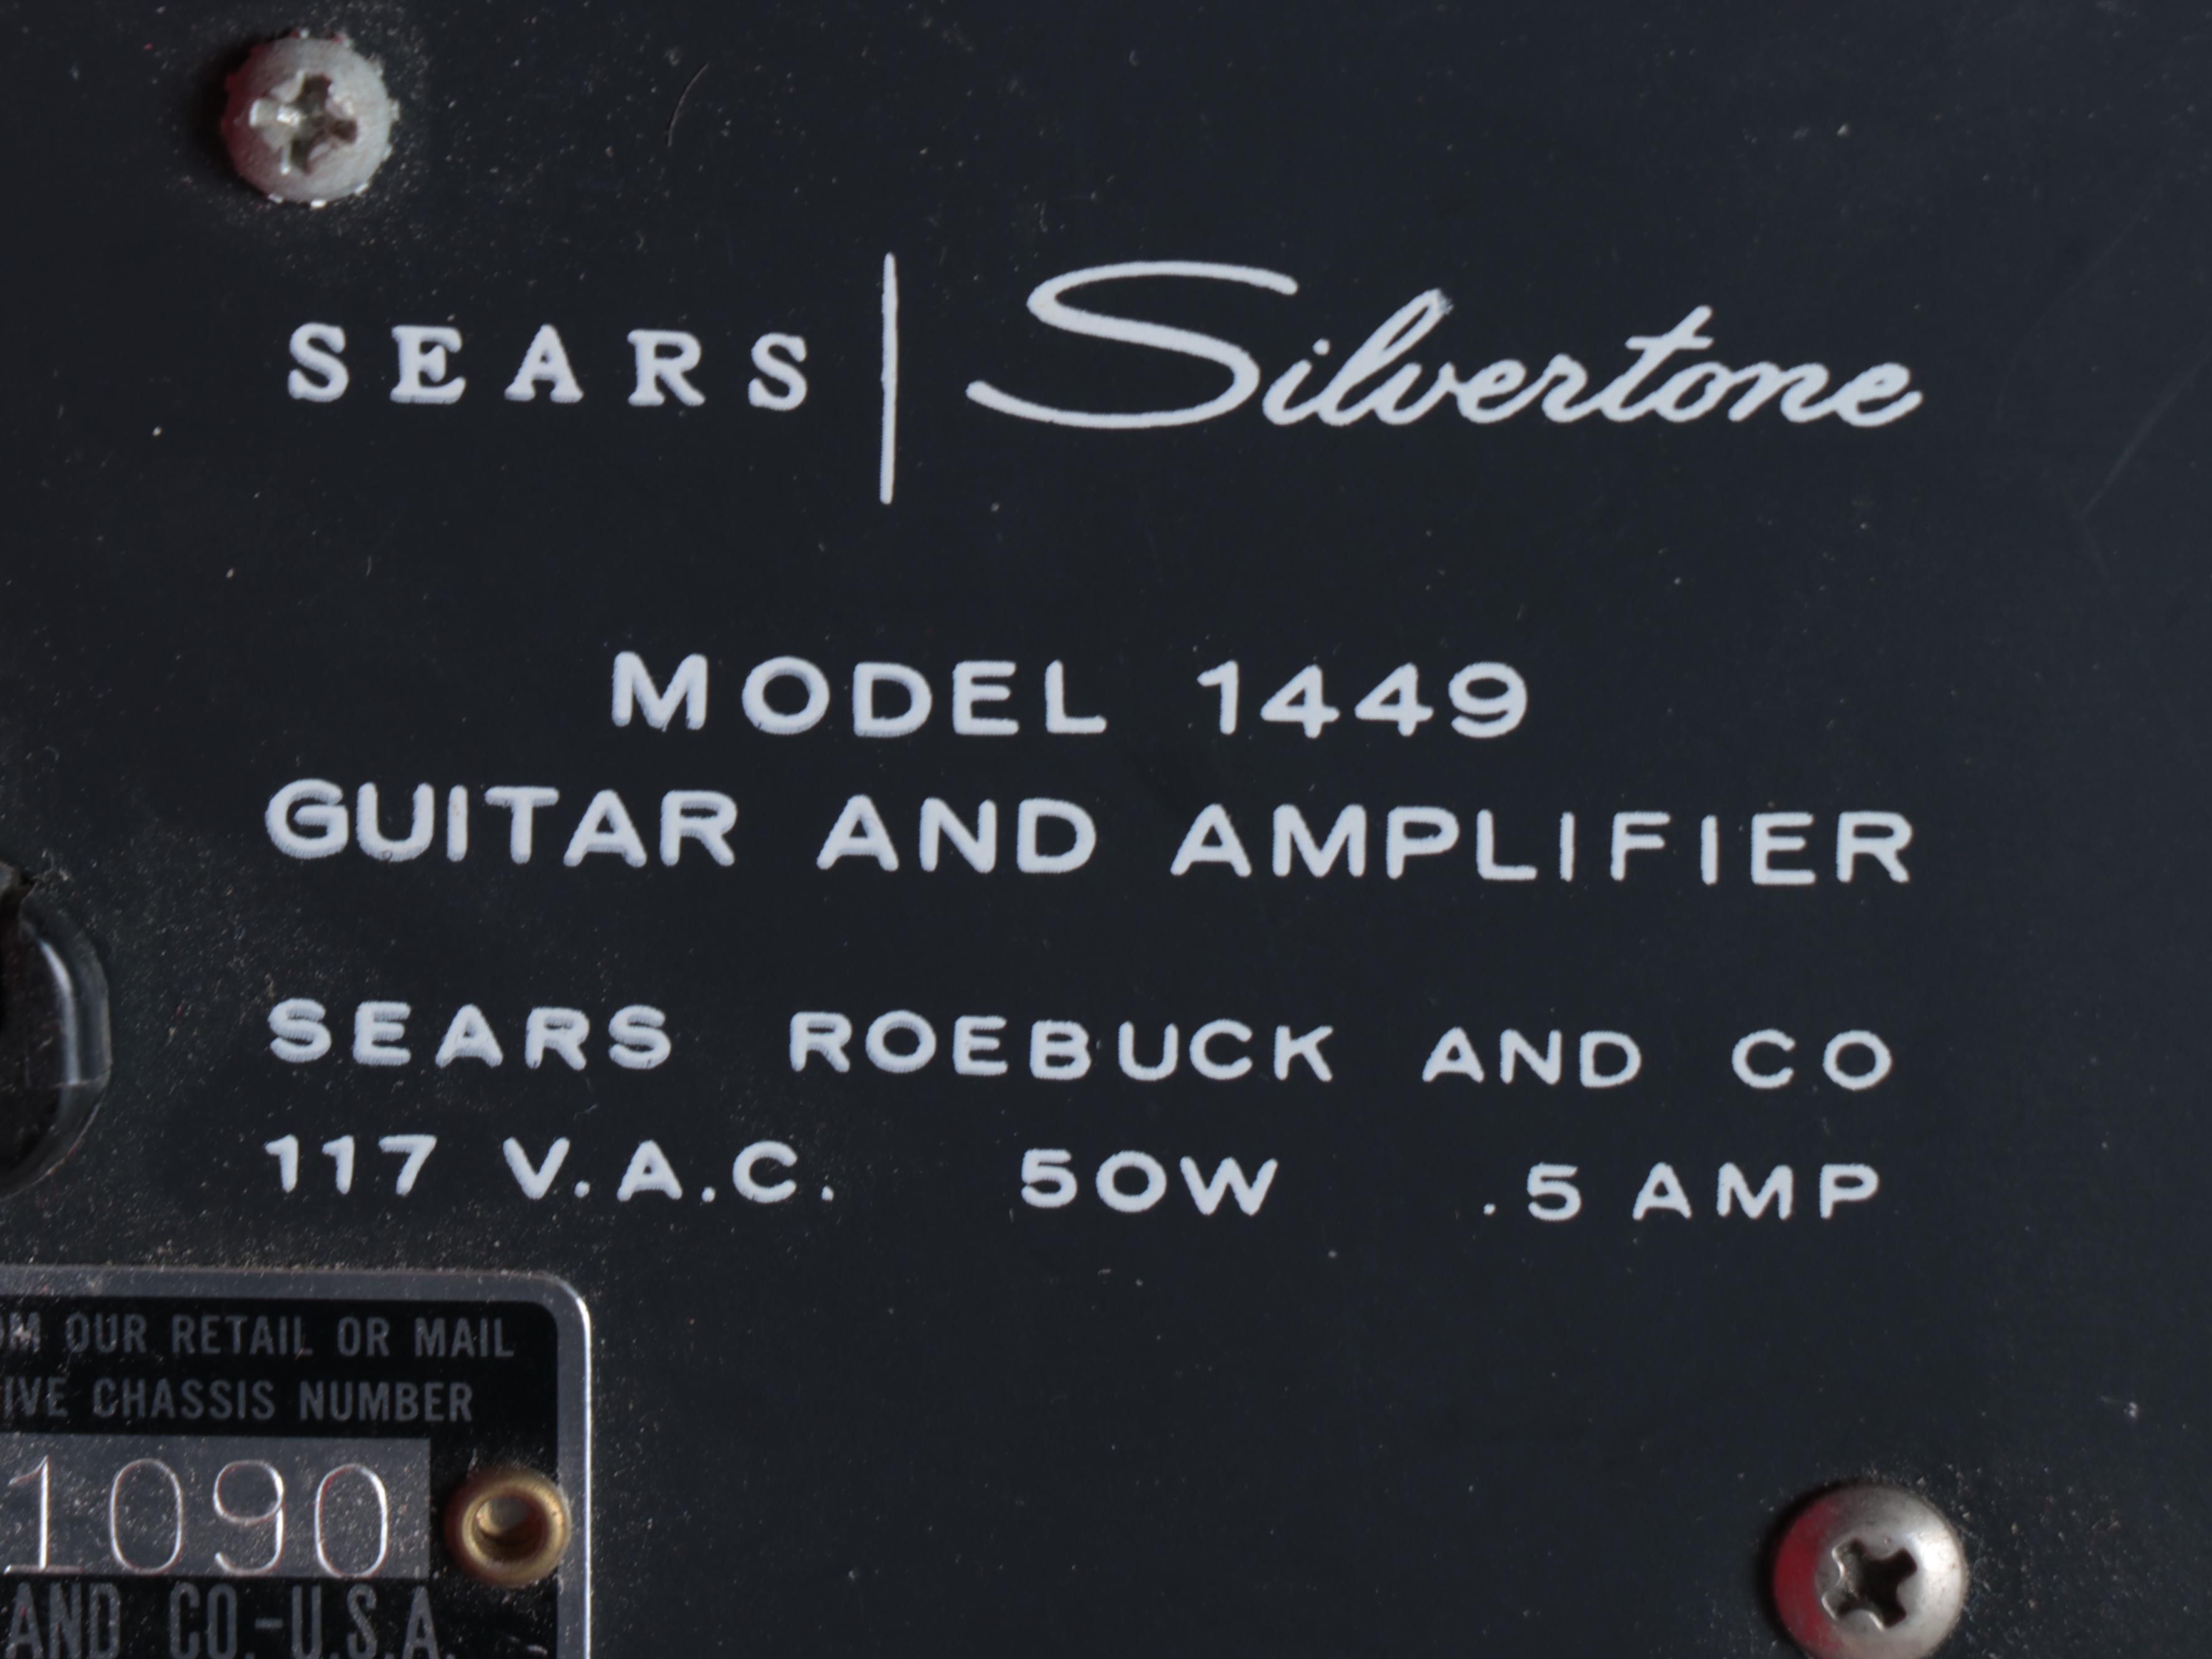 SEARS | Silvertone
MODEL 1449
GUITAR AND AMPLIFIER
SEARS ROEBUCK AND CO
117 V.A.C. 50W .5 AMP
OUR RETAIL OR MAIL
CHASSIS NUMBER
1090
AND CO.-U.S.A.